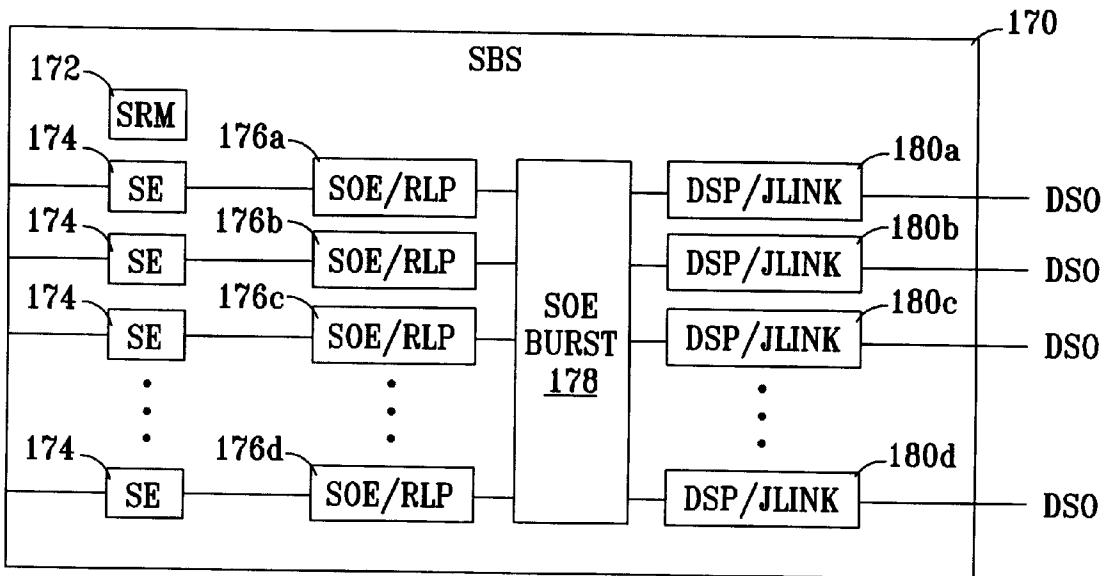 170
SBS
172
SRM
174 176a 180a
SE SOE/RLP DSP/JLINK DSO
174 176b 180b
SE SOE/RLP DSP/JLINK DSO
174 176c 180c
SE SOE/RLP DSP/JLINK DSO
SOE
BURST
178
174 176d 180d
SE SOE/RLP DSP/JLINK DSO